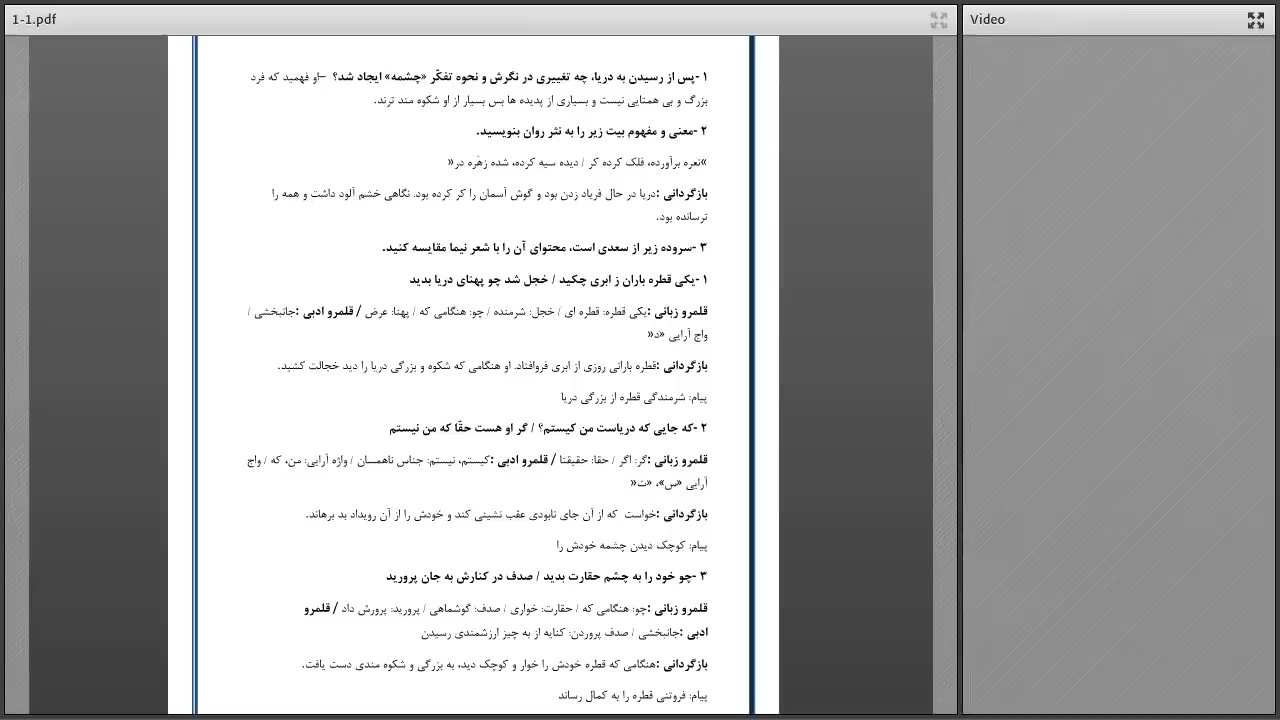 1-1.pdf
Video
۱ -پس از رسیدن به دریا، چه تغییری در نگرش و نحوه تفکّر «چشمه» ایجاد شد؟ –او فهمید که فرد
بزرگ و بی همتایی نیست و بسیاری از پدیده ها بس بسیار از او شکوه مند ترند.
۲ -معنی و مفهوم بیت زیر را به نثر روان بنویسید.
»نعره برآورده، فلک کرده کر / دیده سیه کرده، شده زهَره در«
بازگردانی :دریا در حال فریاد زدن بود و گوش آسمان را کر کرده بود. نگاهی خشم آلود داشت و همه را
ترسانده بود.
۳ -سروده زیر از سعدی است، محتوای آن را با شعر نیما مقایسه کنید.
۱ -یکی قطره باران ز ابری چکید / خجل شد چو پهنای دریا بدید
قلمرو زبانی :یکی قطره: قطره ای / خجل: شرمنده / چو: هنگامی که / پهنا: عرض / قلمرو ادبی :جانبخشی /
واج آرایی «د«
بازگردانی :قطره بارانی روزی از ابری فروافتاد. او هنگامی که شکوه و بزرگی دریا را دید خجالت کشید.
پیام: شرمندگی قطره از بزرگی دریا
۲ -که جایی که دریاست من کیستم؟ / گر او هست حقّا که من نیستم
قلمرو زبانی :گر: اگر / حقا: حقیقتا / قلمرو ادبی :کیستم، نیستم: جناس ناهمسان / واژه آرایی: من، که / واج
آرایی «س»، «ت«
بازگردانی :خواست که از آن جای نابودی عقب نشینی کند و خودش را از آن رویداد بد برهاند.
پیام: کوچک دیدن چشمه خودش را
۳ -چو خود را به چشم حقارت بدید / صدف در کنارش به جان پرورید
قلمرو زبانی :چو: هنگامی که / حقارت: خواری / صدف: گوشماهی / پرورید: پرورش داد / قلمرو
ادبی :جانبخشی / صدف پروردن: کنایه از به چیز ارزشمندی رسیدن
بازگردانی :هنگامی که قطره خودش را خوار و کوچک دید، به بزرگی و شکوه مندی دست یافت.
پیام: فروتنی قطره را به کمال رساند